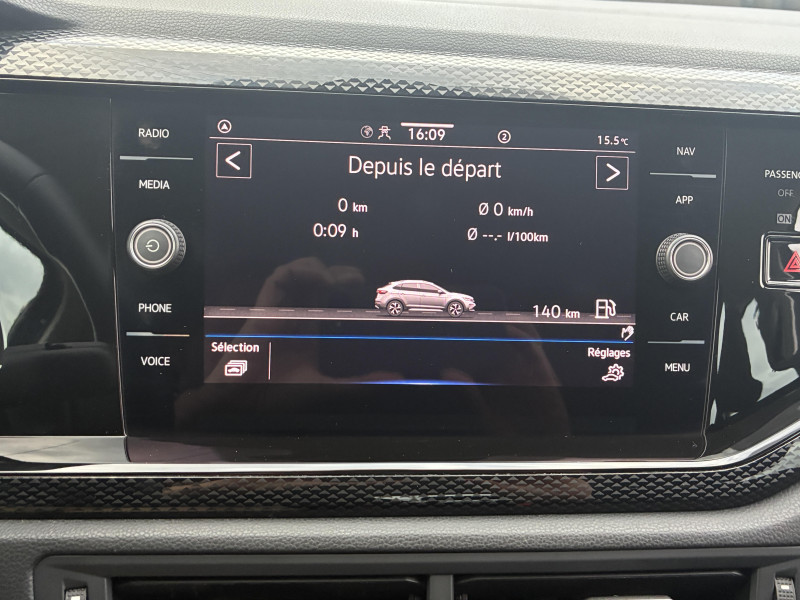 RADIO
MEDIA
PHONE
VOICE
16:09
2
15.5°C
Depuis le départ
0 km
Ø 0 km/h
0:09 h
Ø --.- l/100km
140 km
Sélection
Réglages
NAV
APP
CAR
MENU
PASSENG
OFF
ON